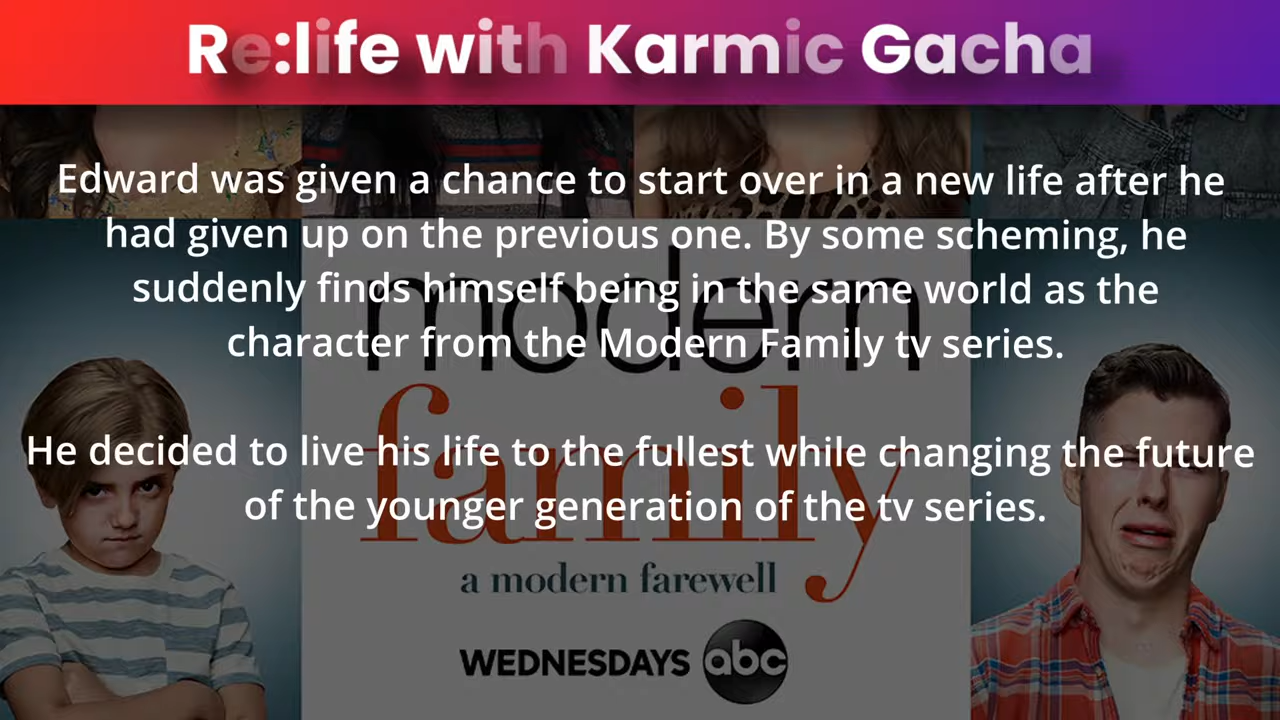 Re:life with Karmic Gacha
Edward was given a chance to start over in a new life after he
had given up on the previous one. By some scheming, he
suddenly finds himself being in the same world as the
character from the Modern Family tv series.
He decided to live his life to the fullest while changing the future
of the younger generation of the tv series.
modern
family
a modern farewell
WEDNESDAYS abc